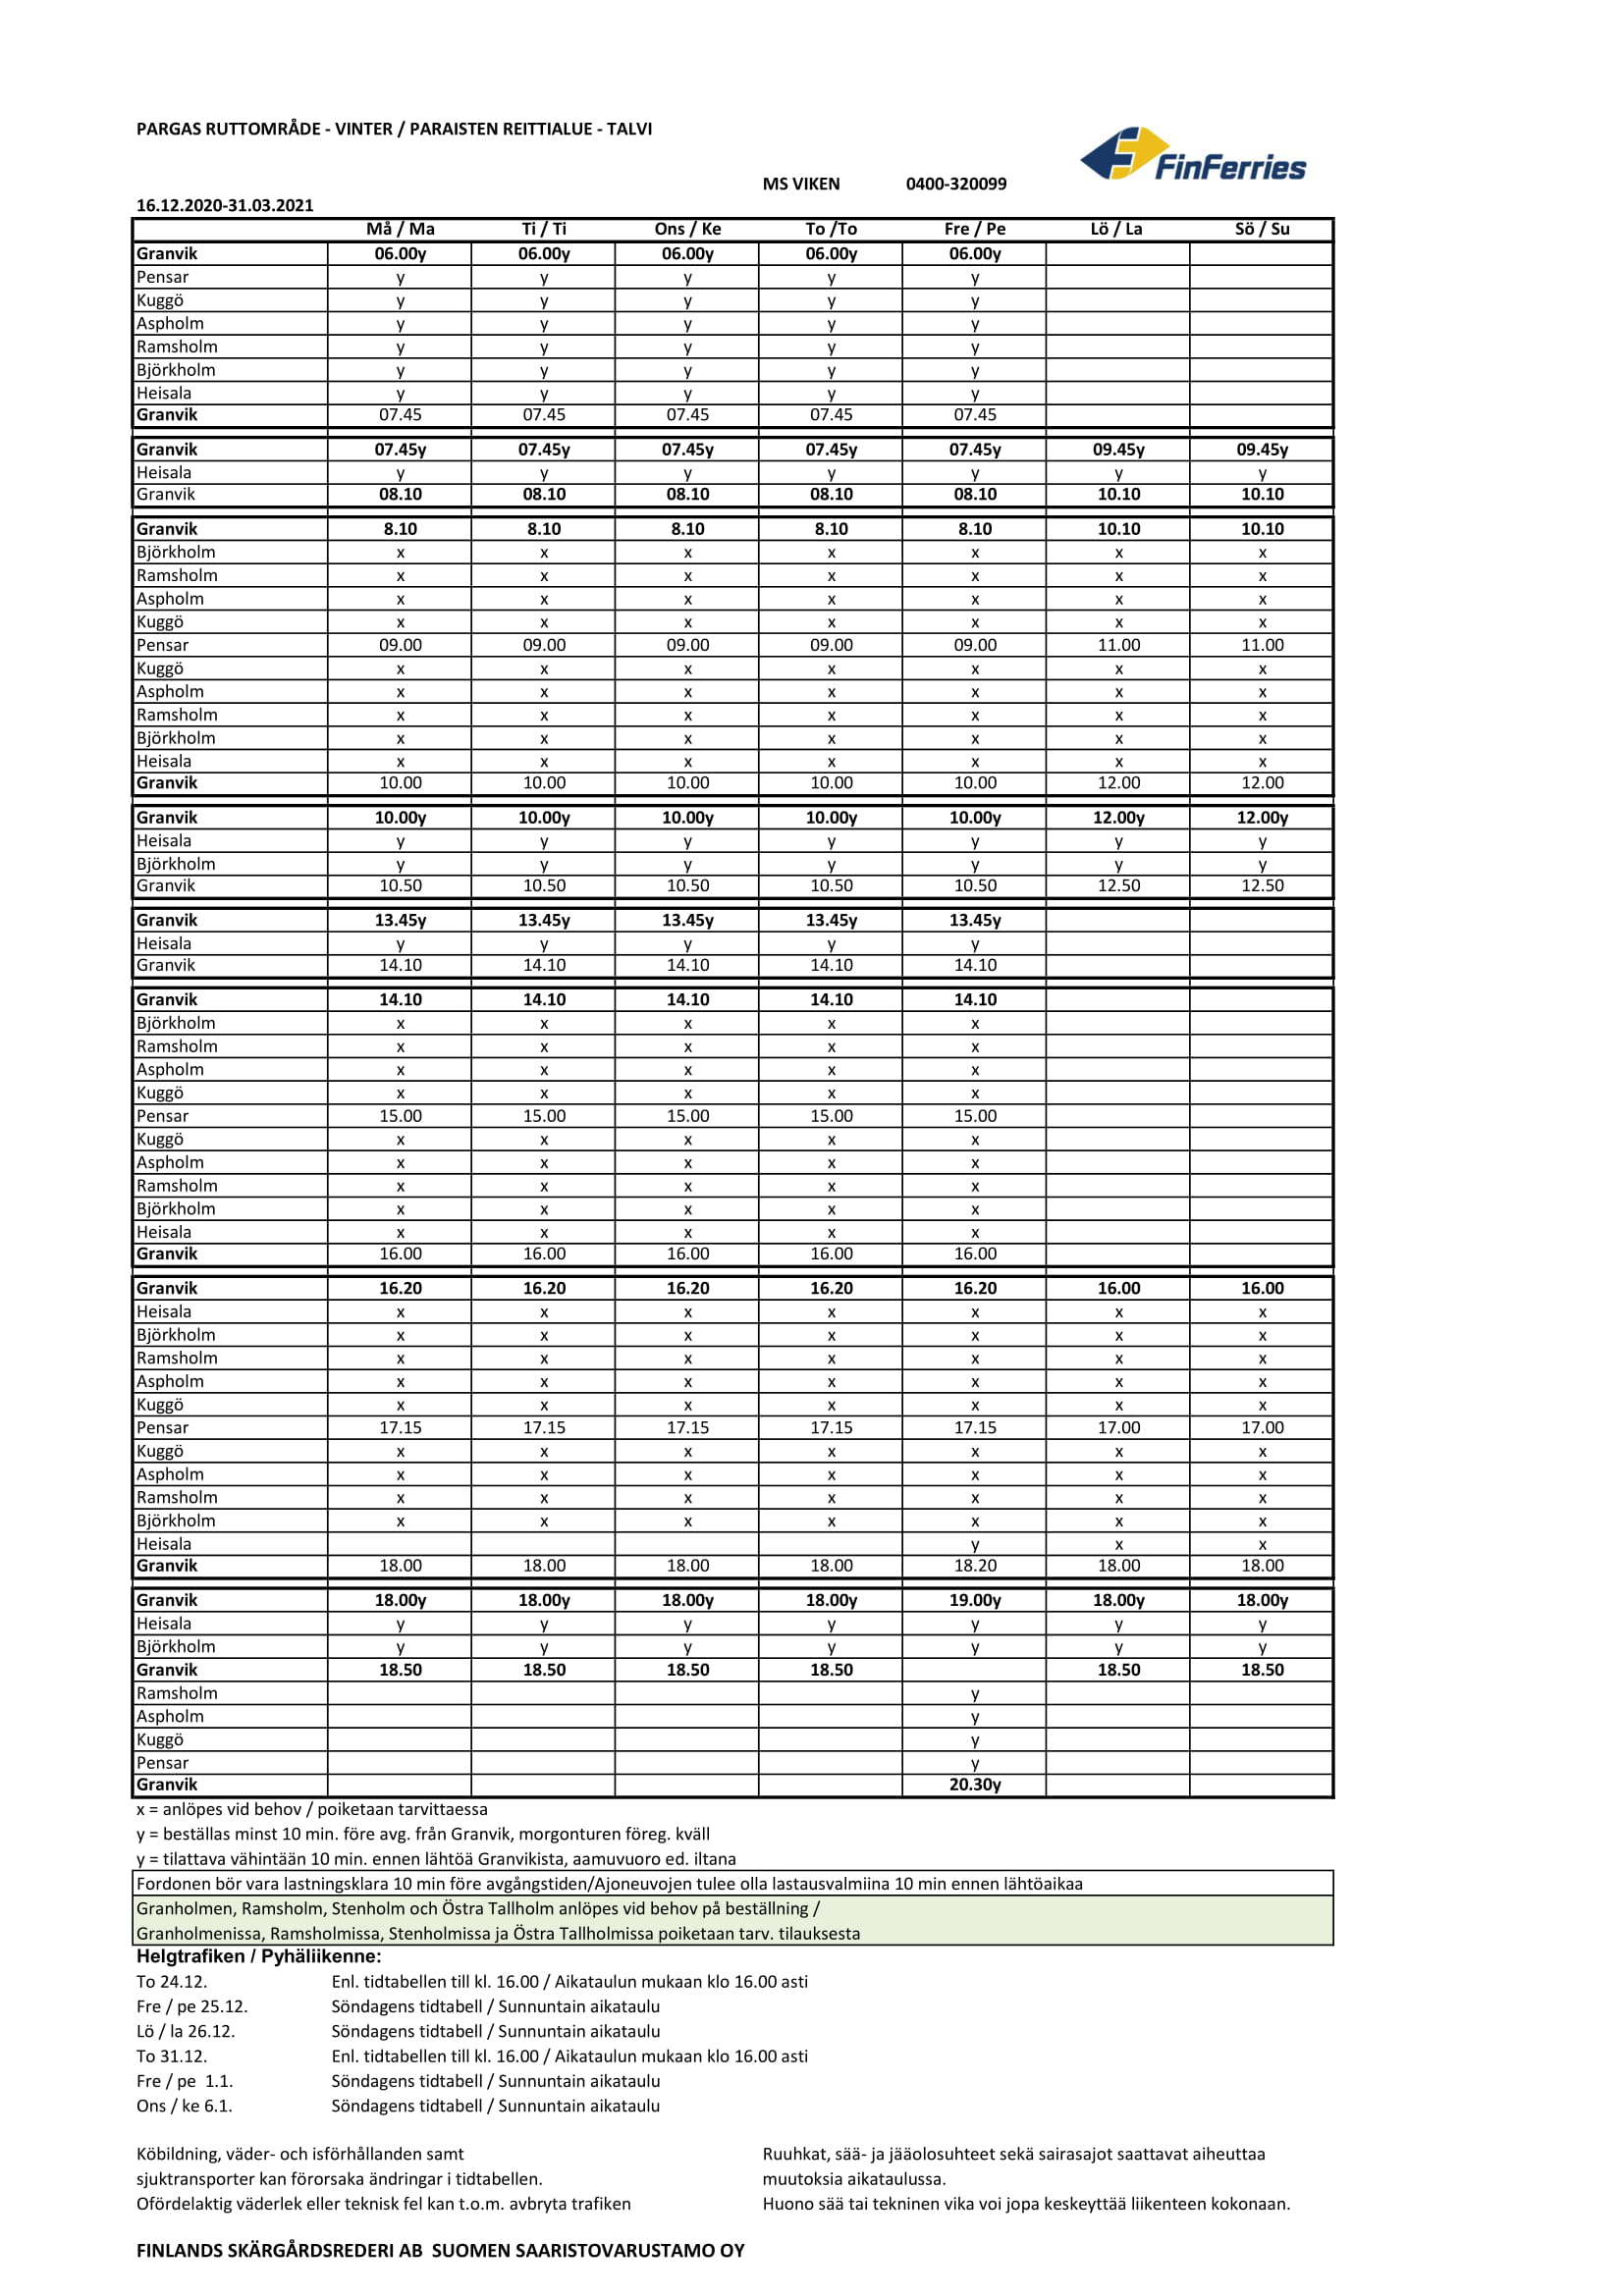 PARGAS RUTTOMRÅDE - VINTER / PARAISTEN REITTIALUE - TALVI
FinFerries
MS VIKEN 0400-320099
16.12.2020-31.03.2021
Må / Ma Ti / Ti Ons / Ke To /To Fre / Pe Lö / La Sö / Su
Granvik 06.00y 06.00y 06.00y 06.00y 06.00y
Pensar y y y y y
Kuggö y y y y y
Aspholm y y y y y
Ramsholm y y y y y
Björkholm y y y y y
Heisala y y y y y
Granvik 07.45 07.45 07.45 07.45 07.45
Granvik 07.45y 07.45y 07.45y 07.45y 07.45y 09.45y 09.45y
Heisala y y y y y y y
Granvik 08.10 08.10 08.10 08.10 08.10 10.10 10.10
Granvik 8.10 8.10 8.10 8.10 8.10 10.10 10.10
Björkholm x x x x x x x
Ramsholm x x x x x x x
Aspholm x x x x x x x
Kuggö x x x x x x x
Pensar 09.00 09.00 09.00 09.00 09.00 11.00 11.00
Kuggö x x x x x x x
Aspholm x x x x x x x
Ramsholm x x x x x x x
Björkholm x x x x x x x
Heisala x x x x x x x
Granvik 10.00 10.00 10.00 10.00 10.00 12.00 12.00
Granvik 10.00y 10.00y 10.00y 10.00y 10.00y 12.00y 12.00y
Heisala y y y y y y y
Björkholm y y y y y y y
Granvik 10.50 10.50 10.50 10.50 10.50 12.50 12.50
Granvik 13.45y 13.45y 13.45y 13.45y 13.45y
Heisala y y y y y
Granvik 14.10 14.10 14.10 14.10 14.10
Granvik 14.10 14.10 14.10 14.10 14.10
Björkholm x x x x x
Ramsholm x x x x x
Aspholm x x x x x
Kuggö x x x x x
Pensar 15.00 15.00 15.00 15.00 15.00
Kuggö x x x x x
Aspholm x x x x x
Ramsholm x x x x x
Björkholm x x x x x
Heisala x x x x x
Granvik 16.00 16.00 16.00 16.00 16.00
Granvik 16.20 16.20 16.20 16.20 16.20 16.00 16.00
Heisala x x x x x x x
Björkholm x x x x x x x
Ramsholm x x x x x x x
Aspholm x x x x x x x
Kuggö x x x x x x x
Pensar 17.15 17.15 17.15 17.15 17.15 17.00 17.00
Kuggö x x x x x x x
Aspholm x x x x x x x
Ramsholm x x x x x x x
Björkholm x x x x x x x
Heisala y x x
Granvik 18.00 18.00 18.00 18.00 18.20 18.00 18.00
Granvik 18.00y 18.00y 18.00y 18.00y 19.00y 18.00y 18.00y
Heisala y y y y y y y
Björkholm y y y y y y y
Granvik 18.50 18.50 18.50 18.50 18.50 18.50
Ramsholm y
Aspholm y
Kuggö y
Pensar y
Granvik 20.30y
x = anlöpes vid behov / poiketaan tarvittaessa
y = beställas minst 10 min. före avg. från Granvik, morgonturen föreg. kväll
y = tilattava vähintään 10 min. ennen lähtöä Granvikista, aamuvuoro ed. iltana
Fordonen bör vara lastningsklara 10 min före avgångstiden/Ajoneuvojen tulee olla lastausvalmiina 10 min ennen lähtöaikaa
Granholmen, Ramsholm, Stenholm och Östra Tallholm anlöpes vid behov på beställning /
Granholmenissa, Ramsholmissa, Stenholmissa ja Östra Tallholmissa poiketaan tarv. tilauksesta
Helgtrafiken / Pyhäliikenne:
To 24.12. Enl. tidtabellen till kl. 16.00 / Aikataulun mukaan klo 16.00 asti
Fre / pe 25.12. Söndagens tidtabell / Sunnuntain aikataulu
Lö / la 26.12. Söndagens tidtabell / Sunnuntain aikataulu
To 31.12. Enl. tidtabellen till kl. 16.00 / Aikataulun mukaan klo 16.00 asti
Fre / pe 1.1. Söndagens tidtabell / Sunnuntain aikataulu
Ons / ke 6.1. Söndagens tidtabell / Sunnuntain aikataulu
Köbildning, väder- och isförhållanden samt
sjuktransporter kan förorsaka ändringar i tidtabellen.
Ofördelaktig väderlek eller teknisk fel kan t.o.m. avbryta trafiken
Ruuhkat, sää- ja jääolosuhteet sekä sairasajot saattavat aiheuttaa
muutoksia aikataulussa.
Huono sää tai tekninen vika voi jopa keskeyttää liikenteen kokonaan.
FINLANDS SKÄRGÅRDSREDERI AB SUOMEN SAARISTOVARUSTAMO OY